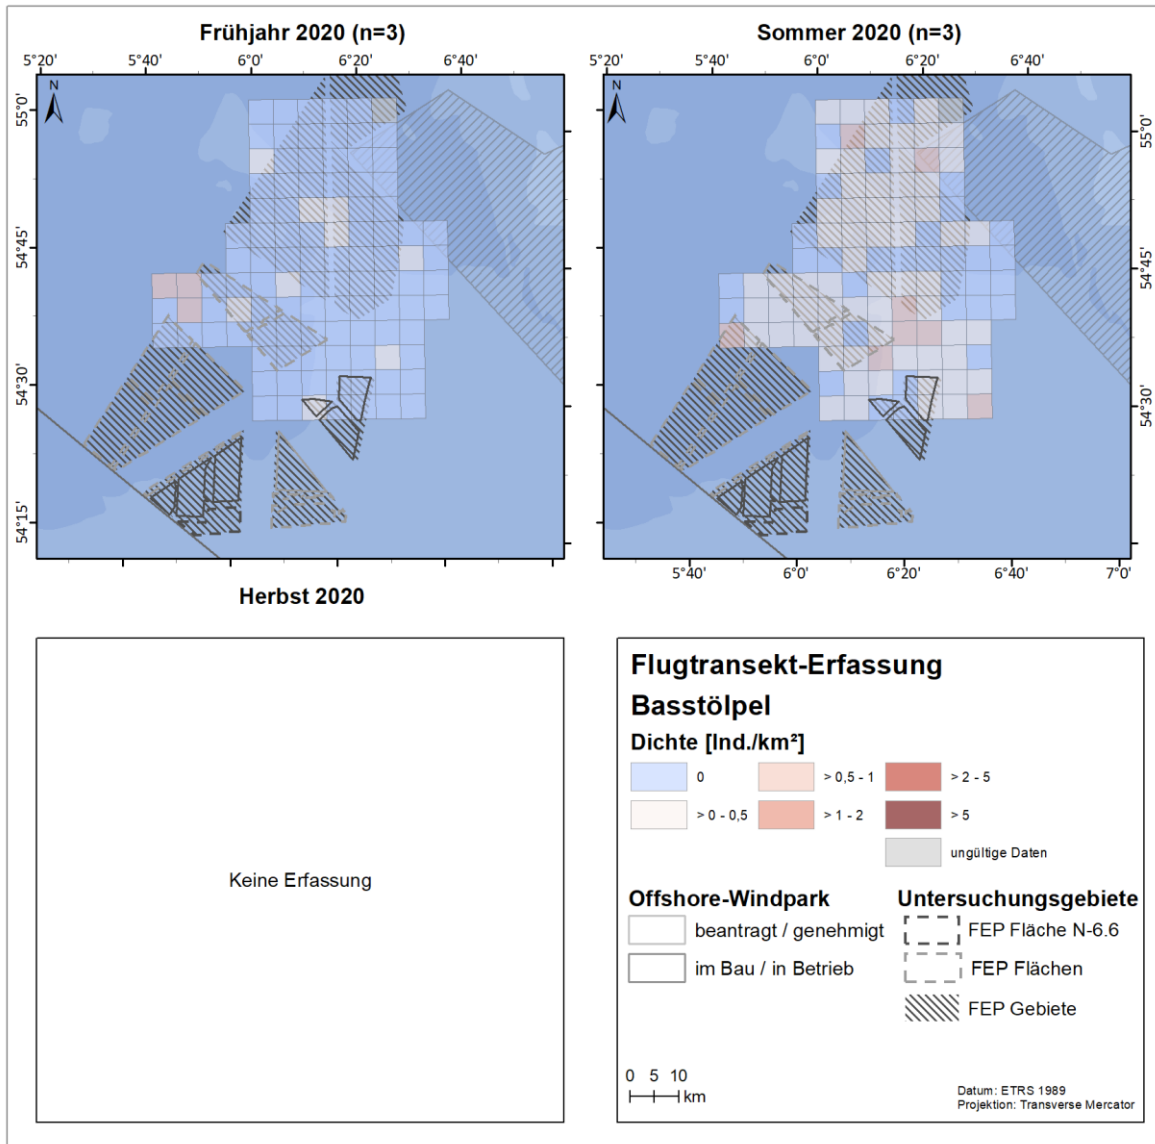 Frühjahr 2020 (n=3)
Sommer 2020 (n=3)
5°20' 5°40' 6°0' 6°20' 6°40'
5°40' 6°0' 6°20' 6°40'
N
N
55°0'
54°45'
54°30'
54°15'
55°0'
54°45'
54°30'
5°40' 6°0' 6°20' 6°40' 7°0'
Herbst 2020
Keine Erfassung
Flugtransekt-Erfassung
Basstölpel
Dichte [Ind./km²]
0
> 0,5 - 1
> 2 - 5
> 0 - 0,5
> 1 - 2
> 5
ungültige Daten
Offshore-Windpark
beantragt / genehmigt
im Bau / in Betrieb
Untersuchungsgebiete
FEP Fläche N-6.6
FEP Flächen
FEP Gebiete
0 5 10
km
Datum: ETRS 1989
Projektion: Transverse Mercator